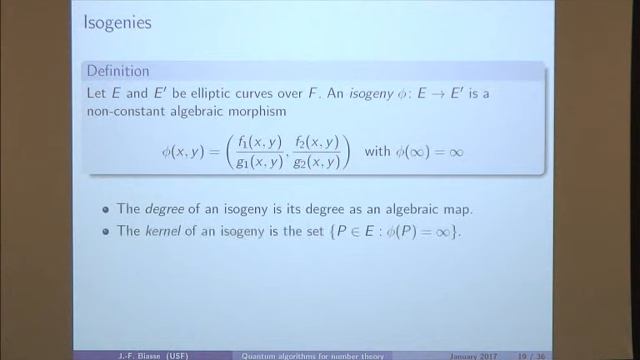 Isogenies
Definition
Let E and E′ be elliptic curves over F. An isogeny ϕ: E → E′ is a
non-constant algebraic morphism
ϕ(x, y) = ( f₁(x, y) / g₁(x, y) , f₂(x, y) / g₂(x, y) ) with ϕ(∞) = ∞
• The degree of an isogeny is its degree as an algebraic map.
• The kernel of an isogeny is the set {P ∈ E : ϕ(P) = ∞}.
J.-F. Biasse (USF) Quantum algorithms for number theory January 2017 19 / 36